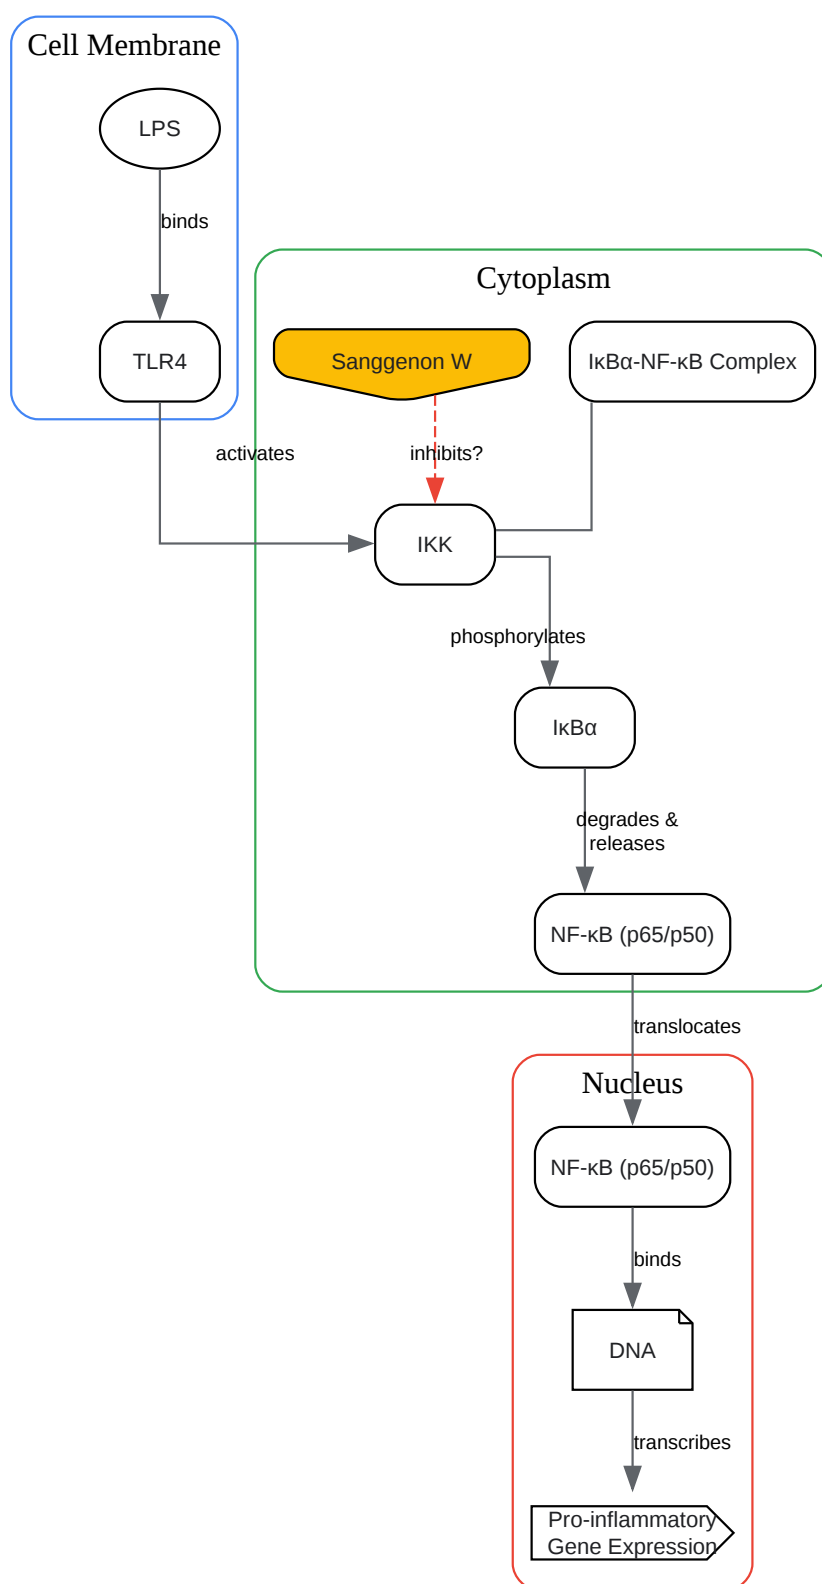 Cell Membrane
LPS
binds
TLR4
activates
Cytoplasm
Sanggenon W
IκBα-NF-κB Complex
inhibits?
IKK
phosphorylates
IκBα
degrades &
releases
NF-κB (p65/p50)
translocates
Nucleus
NF-κB (p65/p50)
binds
DNA
transcribes
Pro-inflammatory
Gene Expression